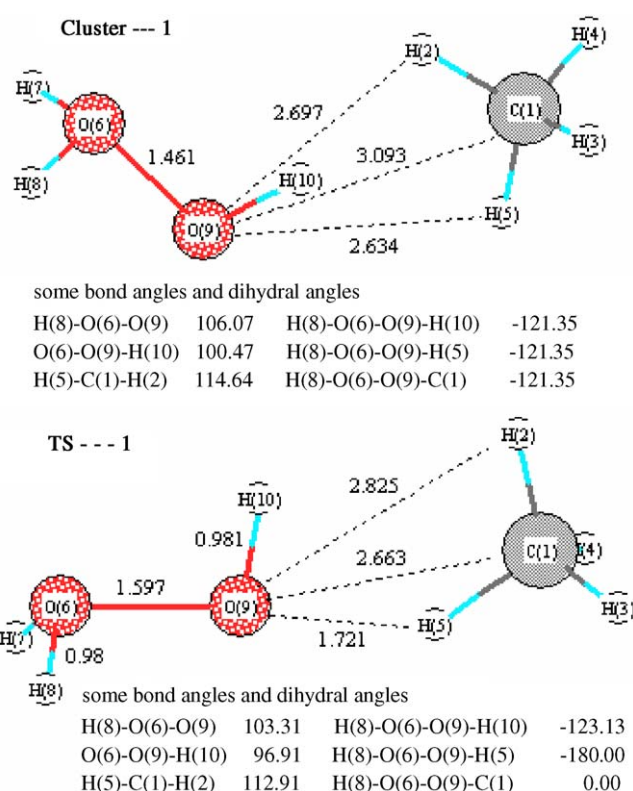 Cluster --- 1
H(4)
H(2)
H(7)
O(6)
C(1)
2.697
H(3)
1.461
3.093
H(8)
H(10)
H(5)
O(9)
2.634
some bond angles and dihydral angles
H(8)-O(6)-O(9) 106.07 H(8)-O(6)-O(9)-H(10) -121.35
O(6)-O(9)-H(10) 100.47 H(8)-O(6)-O(9)-H(5) -121.35
H(5)-C(1)-H(2) 114.64 H(8)-O(6)-O(9)-C(1) -121.35
TS - - - 1
H(2)
2.825
H(10)
0.981
2.663
C(1)
(4)
1.597
O(6)
O(9)
H(3)
H(5)
H(7)
1.721
0.98
H(8)
some bond angles and dihydral angles
H(8)-O(6)-O(9) 103.31 H(8)-O(6)-O(9)-H(10) -123.13
O(6)-O(9)-H(10) 96.91 H(8)-O(6)-O(9)-H(5) -180.00
H(5)-C(1)-H(2) 112.91 H(8)-O(6)-O(9)-C(1) 0.00